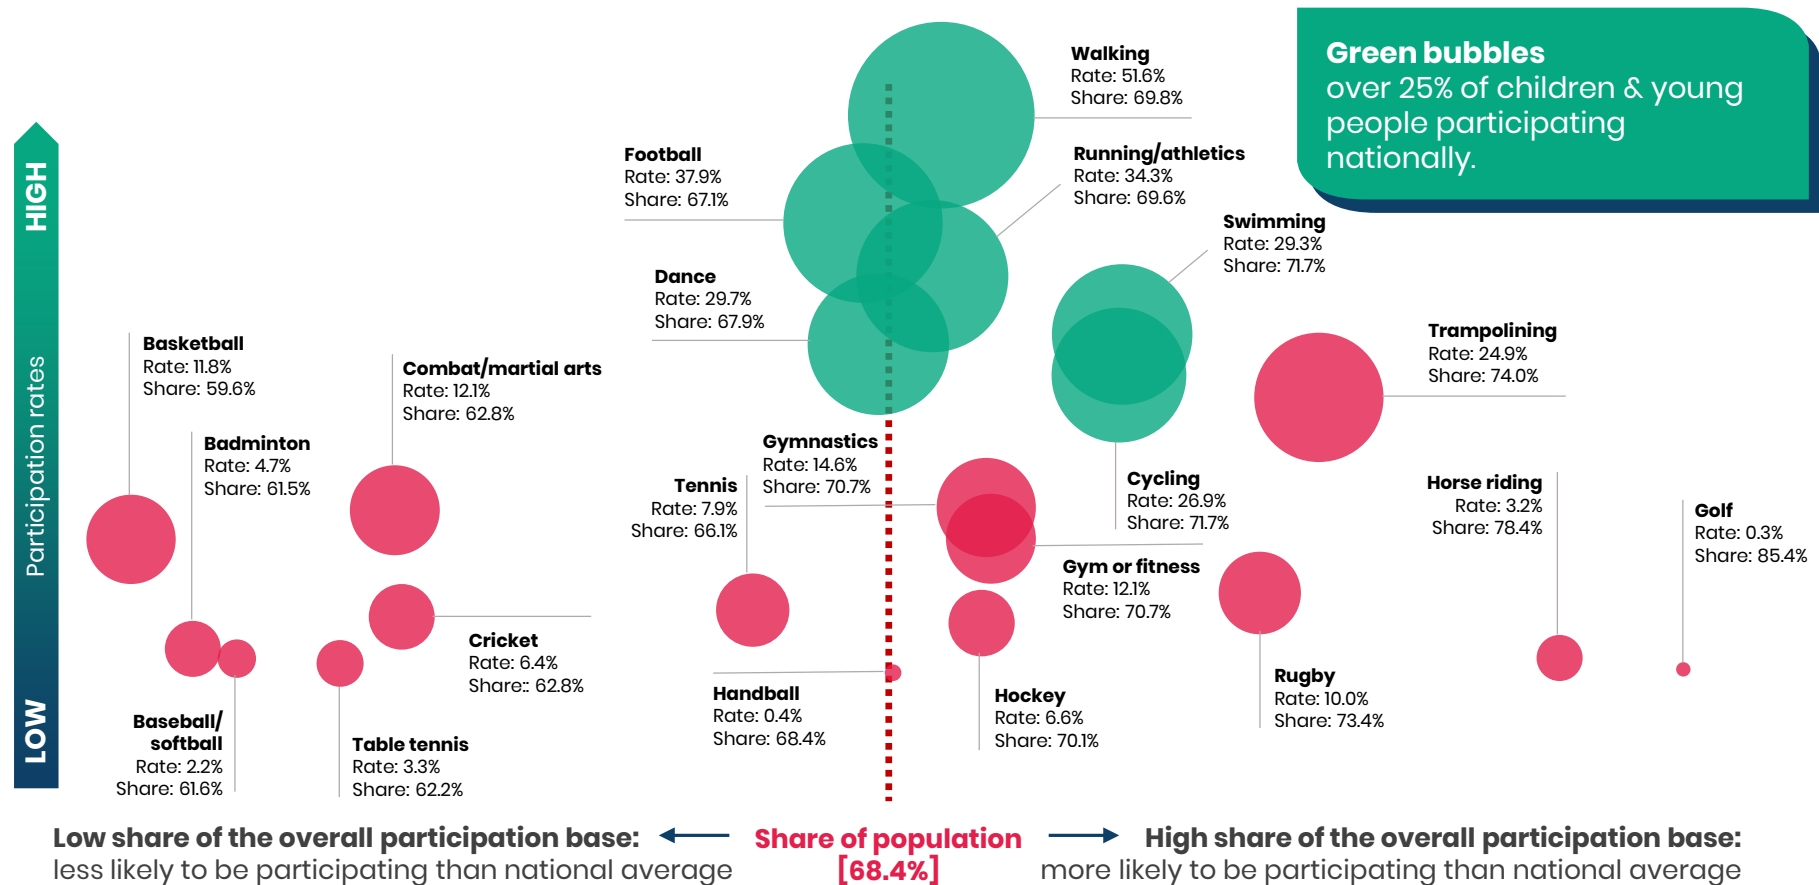 Green bubbles
over 25% of children & young
people participating
nationally.
HIGH
Participation rates
LOW
Walking
Rate: 51.6%
Share: 69.8%
Football
Rate: 37.9%
Share: 67.1%
Running/athletics
Rate: 34.3%
Share: 69.6%
Swimming
Rate: 29.3%
Share: 71.7%
Dance
Rate: 29.7%
Share: 67.9%
Basketball
Rate: 11.8%
Share: 59.6%
Combat/martial arts
Rate: 12.1%
Share: 62.8%
Trampolining
Rate: 24.9%
Share: 74.0%
Badminton
Rate: 4.7%
Share: 61.5%
Gymnastics
Rate: 14.6%
Share: 70.7%
Tennis
Rate: 7.9%
Share: 66.1%
Cycling
Rate: 26.9%
Share: 71.7%
Horse riding
Rate: 3.2%
Share: 78.4%
Golf
Rate: 0.3%
Share: 85.4%
Gym or fitness
Rate: 12.1%
Share: 70.7%
Cricket
Rate: 6.4%
Share:: 62.8%
Handball
Rate: 0.4%
Share: 68.4%
Hockey
Rate: 6.6%
Share: 70.1%
Rugby
Rate: 10.0%
Share: 73.4%
Baseball/
softball
Rate: 2.2%
Share: 61.6%
Table tennis
Rate: 3.3%
Share: 62.2%
Low share of the overall participation base:
less likely to be participating than national average
Share of population
[68.4%]
High share of the overall participation base:
more likely to be participating than national average